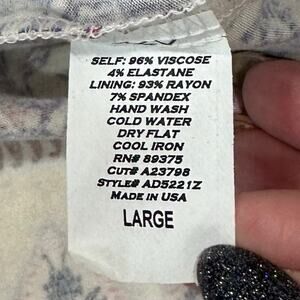 SELF: 96% VISCOSE
4% ELASTANE
LINING: 93% RAYON
7% SPANDEX
HAND WASH
COLD WATER
DRY FLAT
COOL IRON
RN# 89375
CUT# A23798
STYLE# AD5221Z
MADE IN USA
LARGE